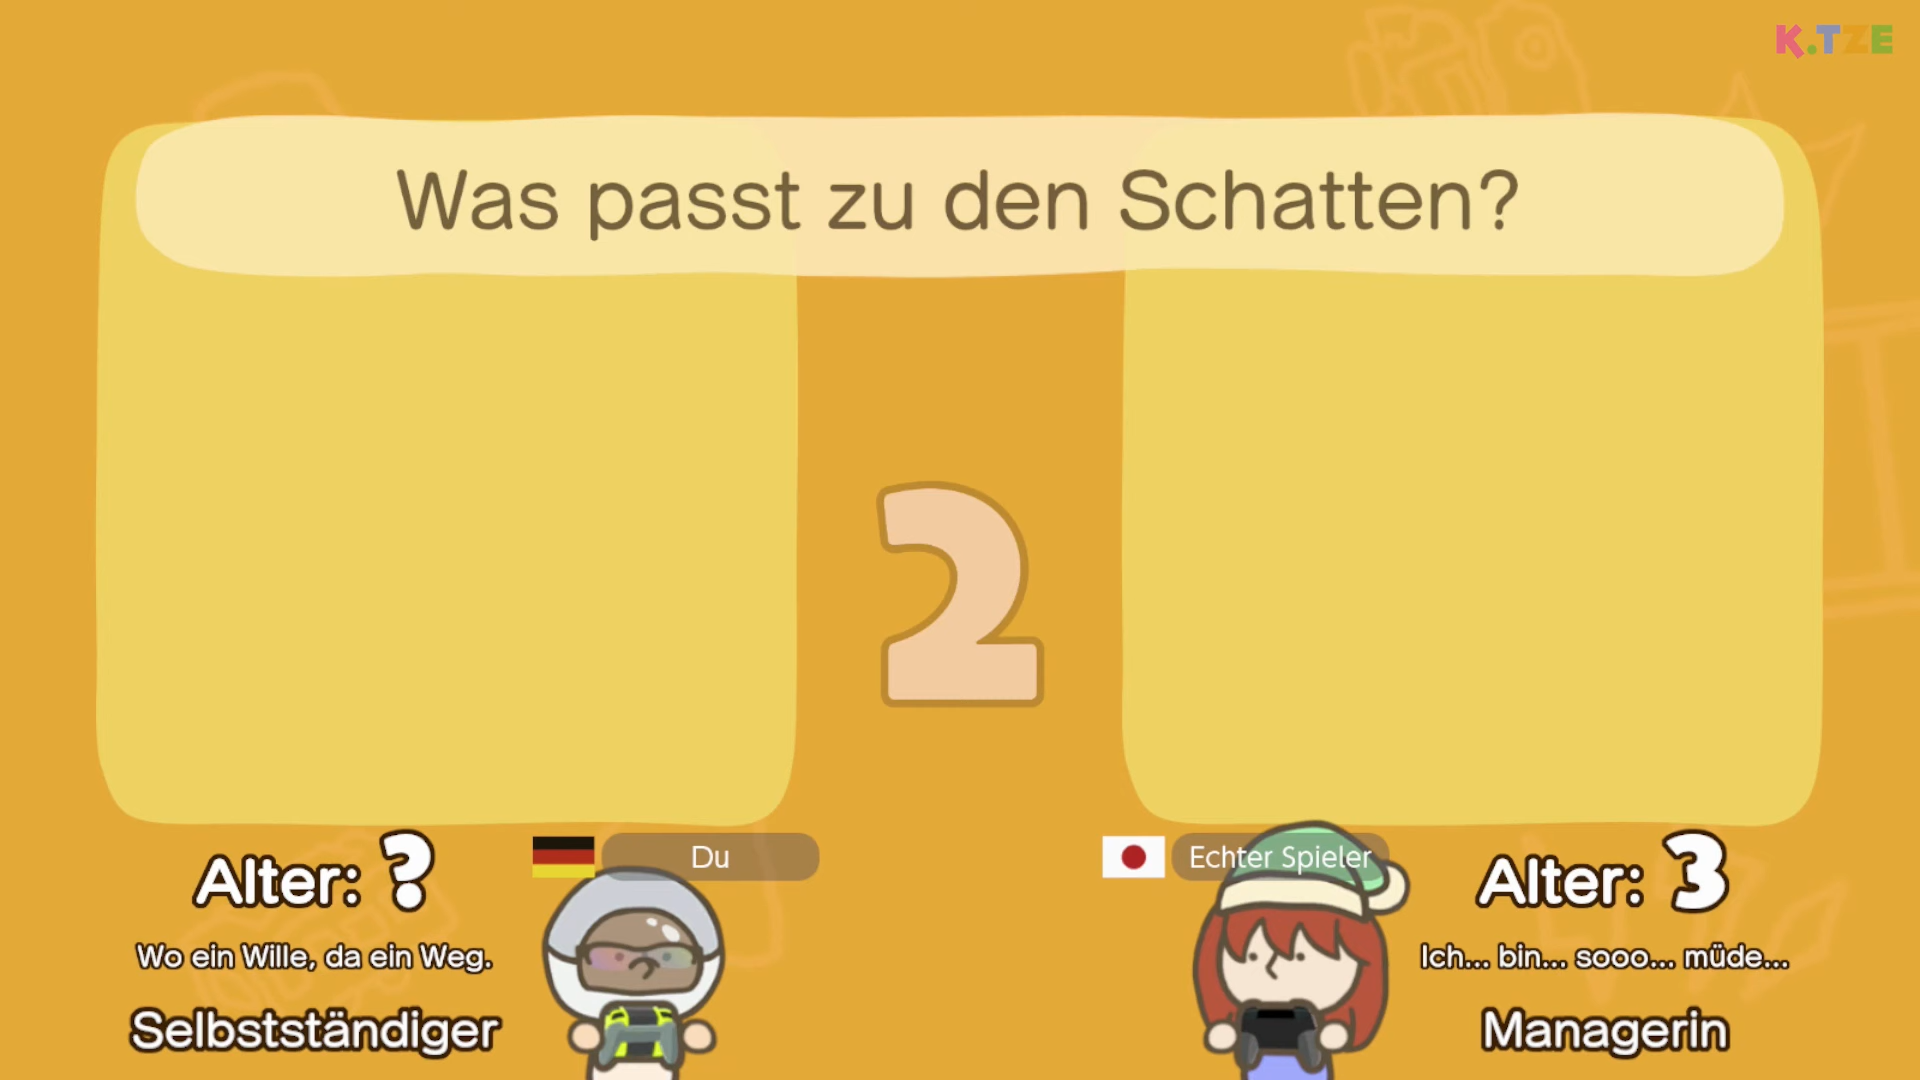 K.TZE
Was passt zu den Schatten?
2
Du
Echter Spieler
Alter: ?
Wo ein Wille, da ein Weg.
Selbstständiger
Alter: 3
Ich... bin... sooo... müde...
Managerin